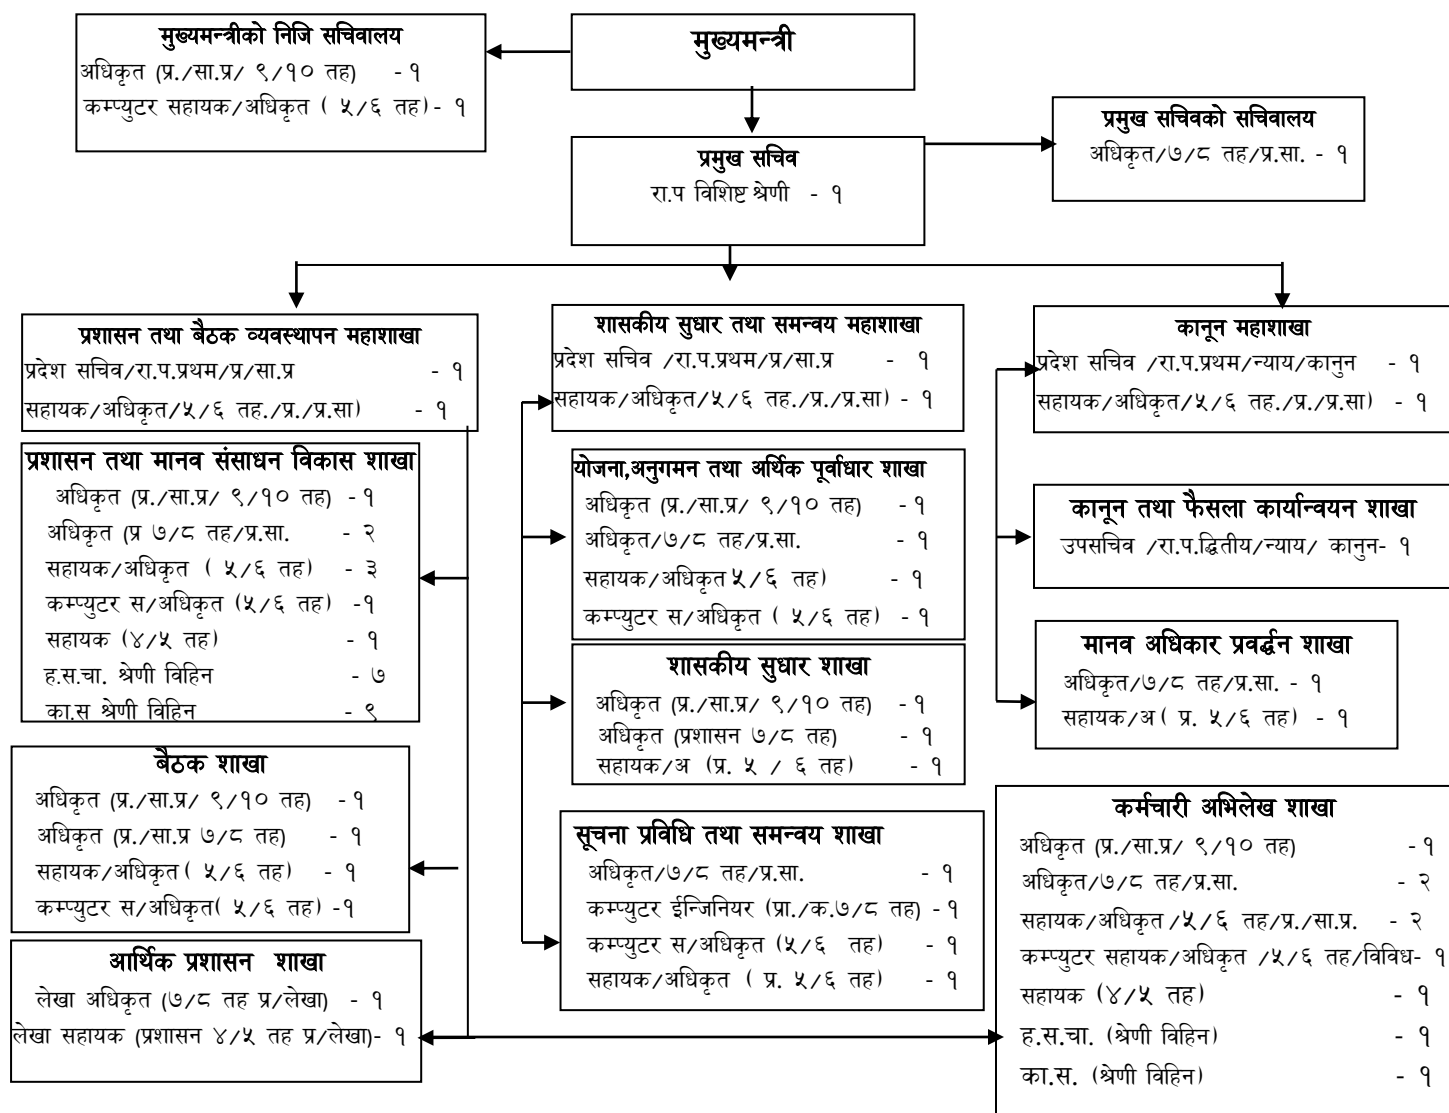 मुख्यमन्त्री
मुख्यमन्त्रीको निजि सचिवालय
अधिकृत (प्र./सा.प्र/ ९/१० तह) - १
कम्प्युटर सहायक/अधिकृत ( ५/६ तह)- १
प्रमुख सचिव
रा.प विशिष्ट श्रेणी - १
प्रमुख सचिवको सचिवालय
अधिकृत/७/८ तह/प्र.सा. - १
प्रशासन तथा बैठक व्यवस्थापन महाशाखा
प्रदेश सचिव/रा.प.प्रथम/प्र/सा.प्र - १
सहायक/अधिकृत/५/६ तह./प्र./प्र.सा) - १
प्रशासन तथा मानव संसाधन विकास शाखा
अधिकृत (प्र./सा.प्र/ ९/१० तह) - १
अधिकृत (प्र ७/८ तह/प्र.सा. - २
सहायक/अधिकृत ( ५/६ तह) - ३
कम्प्युटर स/अधिकृत (५/६ तह) -१
सहायक (४/५ तह) - १
ह.स.चा. श्रेणी विहिन - ७
का.स श्रेणी विहिन - ९
बैठक शाखा
अधिकृत (प्र./सा.प्र/ ९/१० तह) - १
अधिकृत (प्र./सा.प्र ७/८ तह) - १
सहायक/अधिकृत ( ५/६ तह) - १
कम्प्युटर स/अधिकृत( ५/६ तह) -१
आर्थिक प्रशासन शाखा
लेखा अधिकृत (७/८ तह प्र/लेखा) - १
लेखा सहायक (प्रशासन ४/५ तह प्र/लेखा)- १
शासकीय सुधार तथा समन्वय महाशाखा
प्रदेश सचिव /रा.प.प्रथम/प्र/सा.प्र - १
सहायक/अधिकृत/५/६ तह./प्र./प्र.सा) - १
योजना,अनुगमन तथा अर्थिक पूर्वाधार शाखा
अधिकृत (प्र./सा.प्र/ ९/१० तह) - १
अधिकृत/७/८ तह/प्र.सा. - १
सहायक/अधिकृत ५/६ तह) - १
कम्प्युटर स/अधिकृत ( ५/६ तह) - १
शासकीय सुधार शाखा
अधिकृत (प्र./सा.प्र/ ९/१० तह) - १
अधिकृत (प्रशासन ७/८ तह) - १
सहायक/अ (प्र. ५ / ६ तह) - १
सूचना प्रविधि तथा समन्वय शाखा
अधिकृत/७/८ तह/प्र.सा. - १
कम्प्युटर ईन्जिनियर (प्रा./क.७/८ तह) - १
कम्प्युटर स/अधिकृत (५/६ तह) - १
सहायक/अधिकृत ( प्र. ५/६ तह) - १
कानून महाशाखा
प्रदेश सचिव /रा.प.प्रथम/न्याय/कानुन - १
सहायक/अधिकृत/५/६ तह./प्र./प्र.सा) - १
कानून तथा फैसला कार्यान्वयन शाखा
उपसचिव /रा.प.द्धितीय/न्याय/ कानुन- १
मानव अधिकार प्रवर्द्धन शाखा
अधिकृत/७/८ तह/प्र.सा. - १
सहायक/अ ( प्र. ५/६ तह) - १
कर्मचारी अभिलेख शाखा
अधिकृत (प्र./सा.प्र/ ९/१० तह) -१
अधिकृत/७/८ तह/प्र.सा. - २
सहायक/अधिकृत /५/६ तह/प्र./सा.प्र. - २
कम्प्युटर सहायक/अधिकृत /५/६ तह/विविध- १
सहायक (४/५ तह) - १
ह.स.चा. (श्रेणी विहिन) - १
का.स. (श्रेणी विहिन) - १